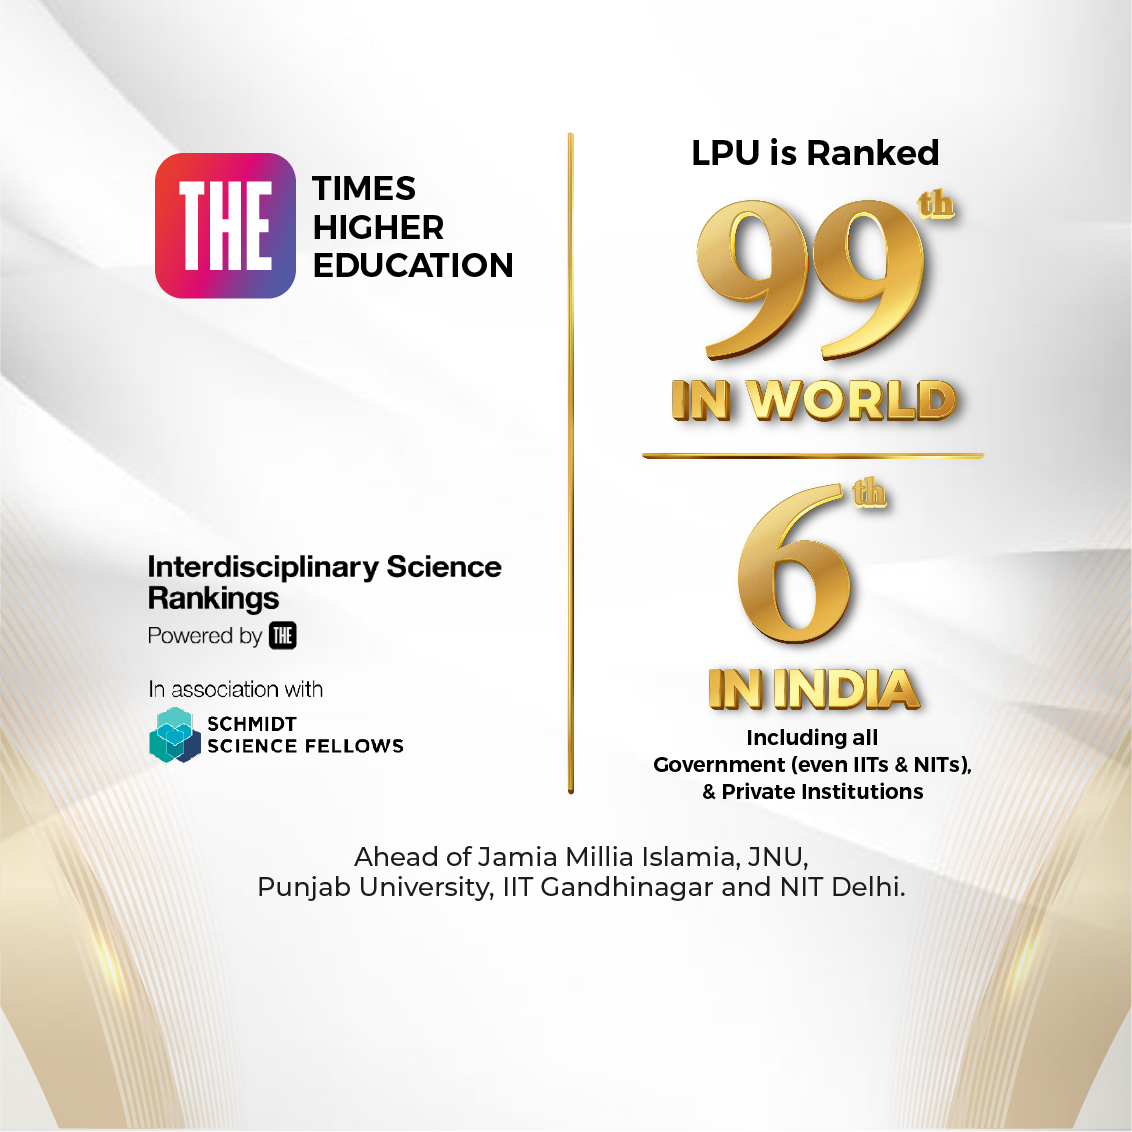 THE
TIMES
HIGHER
EDUCATION
Interdisciplinary Science
Rankings
Powered by THE
In association with
SCHMIDT
SCIENCE FELLOWS
LPU is Ranked
99th
IN WORLD
6th
IN INDIA
Including all
Government (even IITs & NITs),
& Private Institutions
Ahead of Jamia Millia Islamia, JNU,
Punjab University, IIT Gandhinagar and NIT Delhi.